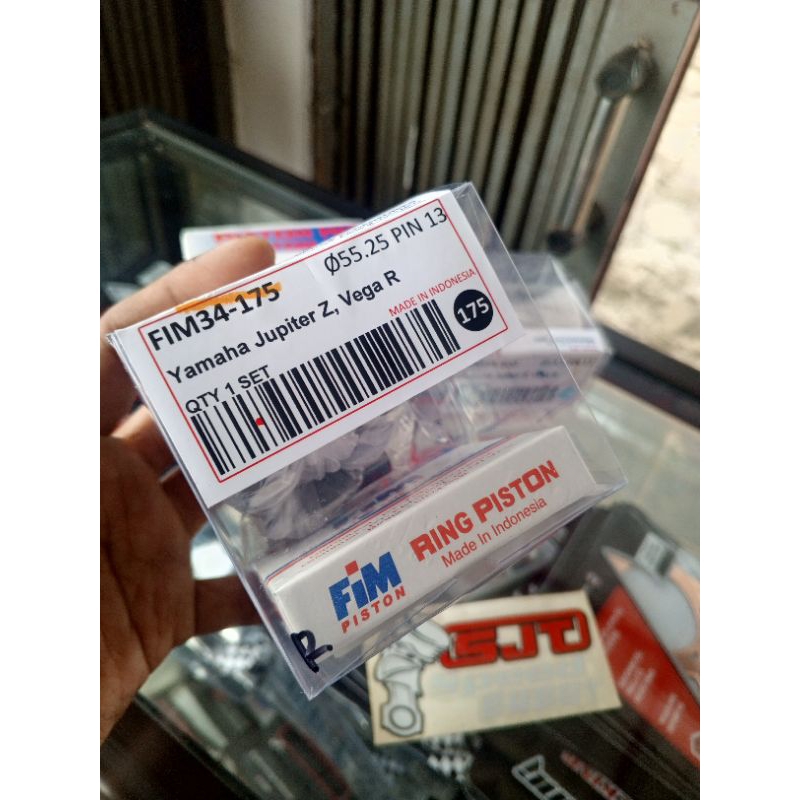 FIM34-175
Ø55.25 PIN 13
Yamaha Jupiter Z, Vega R
MADE IN INDONESIA
175
QTY 1 SET
FIM
PISTON
RING PISTON
Made In Indonesia
R
SJT